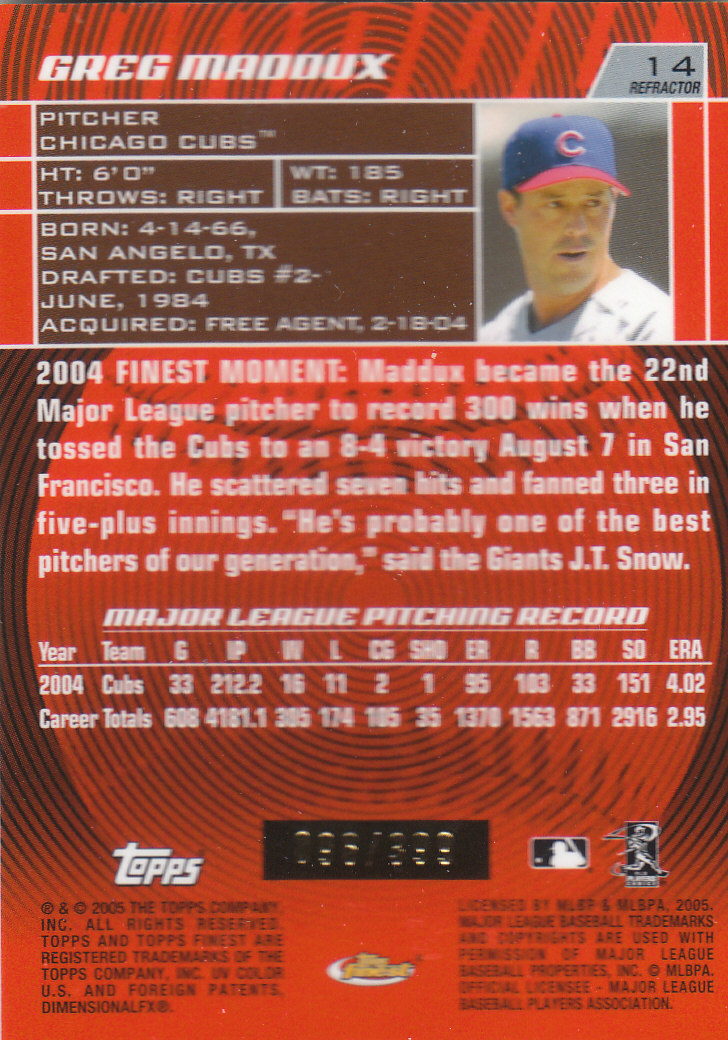 GREG MADDUX
14
REFRACTOR
PITCHER
CHICAGO CUBS™
HT: 6'0"
WT: 185
THROWS: RIGHT
BATS: RIGHT
BORN: 4-14-66,
SAN ANGELO, TX
DRAFTED: CUBS #2-
JUNE, 1984
ACQUIRED: FREE AGENT, 2-18-04
C
2004 FINEST MOMENT: Maddux became the 22nd
Major League pitcher to record 300 wins when he
tossed the Cubs to an 8-4 victory August 7 in San
Francisco. He scattered seven hits and fanned three in
five-plus innings. "He's probably one of the best
pitchers of our generation," said the Giants J.T. Snow.
MAJOR LEAGUE PITCHING RECORD
Year Team G IP W L CG SHO ER R BB SO ERA
2004 Cubs 33 212.2 16 11 2 1 95 103 33 151 4.02
Career Totals 608 4181.1 305 174 105 35 1370 1563 871 2916 2.95
TOPPS
® & © 2005 THE TOPPS COMPANY,
INC. ALL RIGHTS RESERVED.
TOPPS AND TOPPS FINEST ARE
REGISTERED TRADEMARKS OF THE
TOPPS COMPANY, INC. UV COLOR
U.S. AND FOREIGN PATENTS,
DIMENSIONALFX®.
Finest
LICENSED BY MLBP & MLBPA, 2005.
MAJOR LEAGUE BASEBALL TRADEMARKS
AND COPYRIGHTS ARE USED WITH
PERMISSION OF MAJOR LEAGUE
BASEBALL PROPERTIES, INC. © MLBPA.
OFFICIAL LICENSEE - MAJOR LEAGUE
BASEBALL PLAYERS ASSOCIATION.